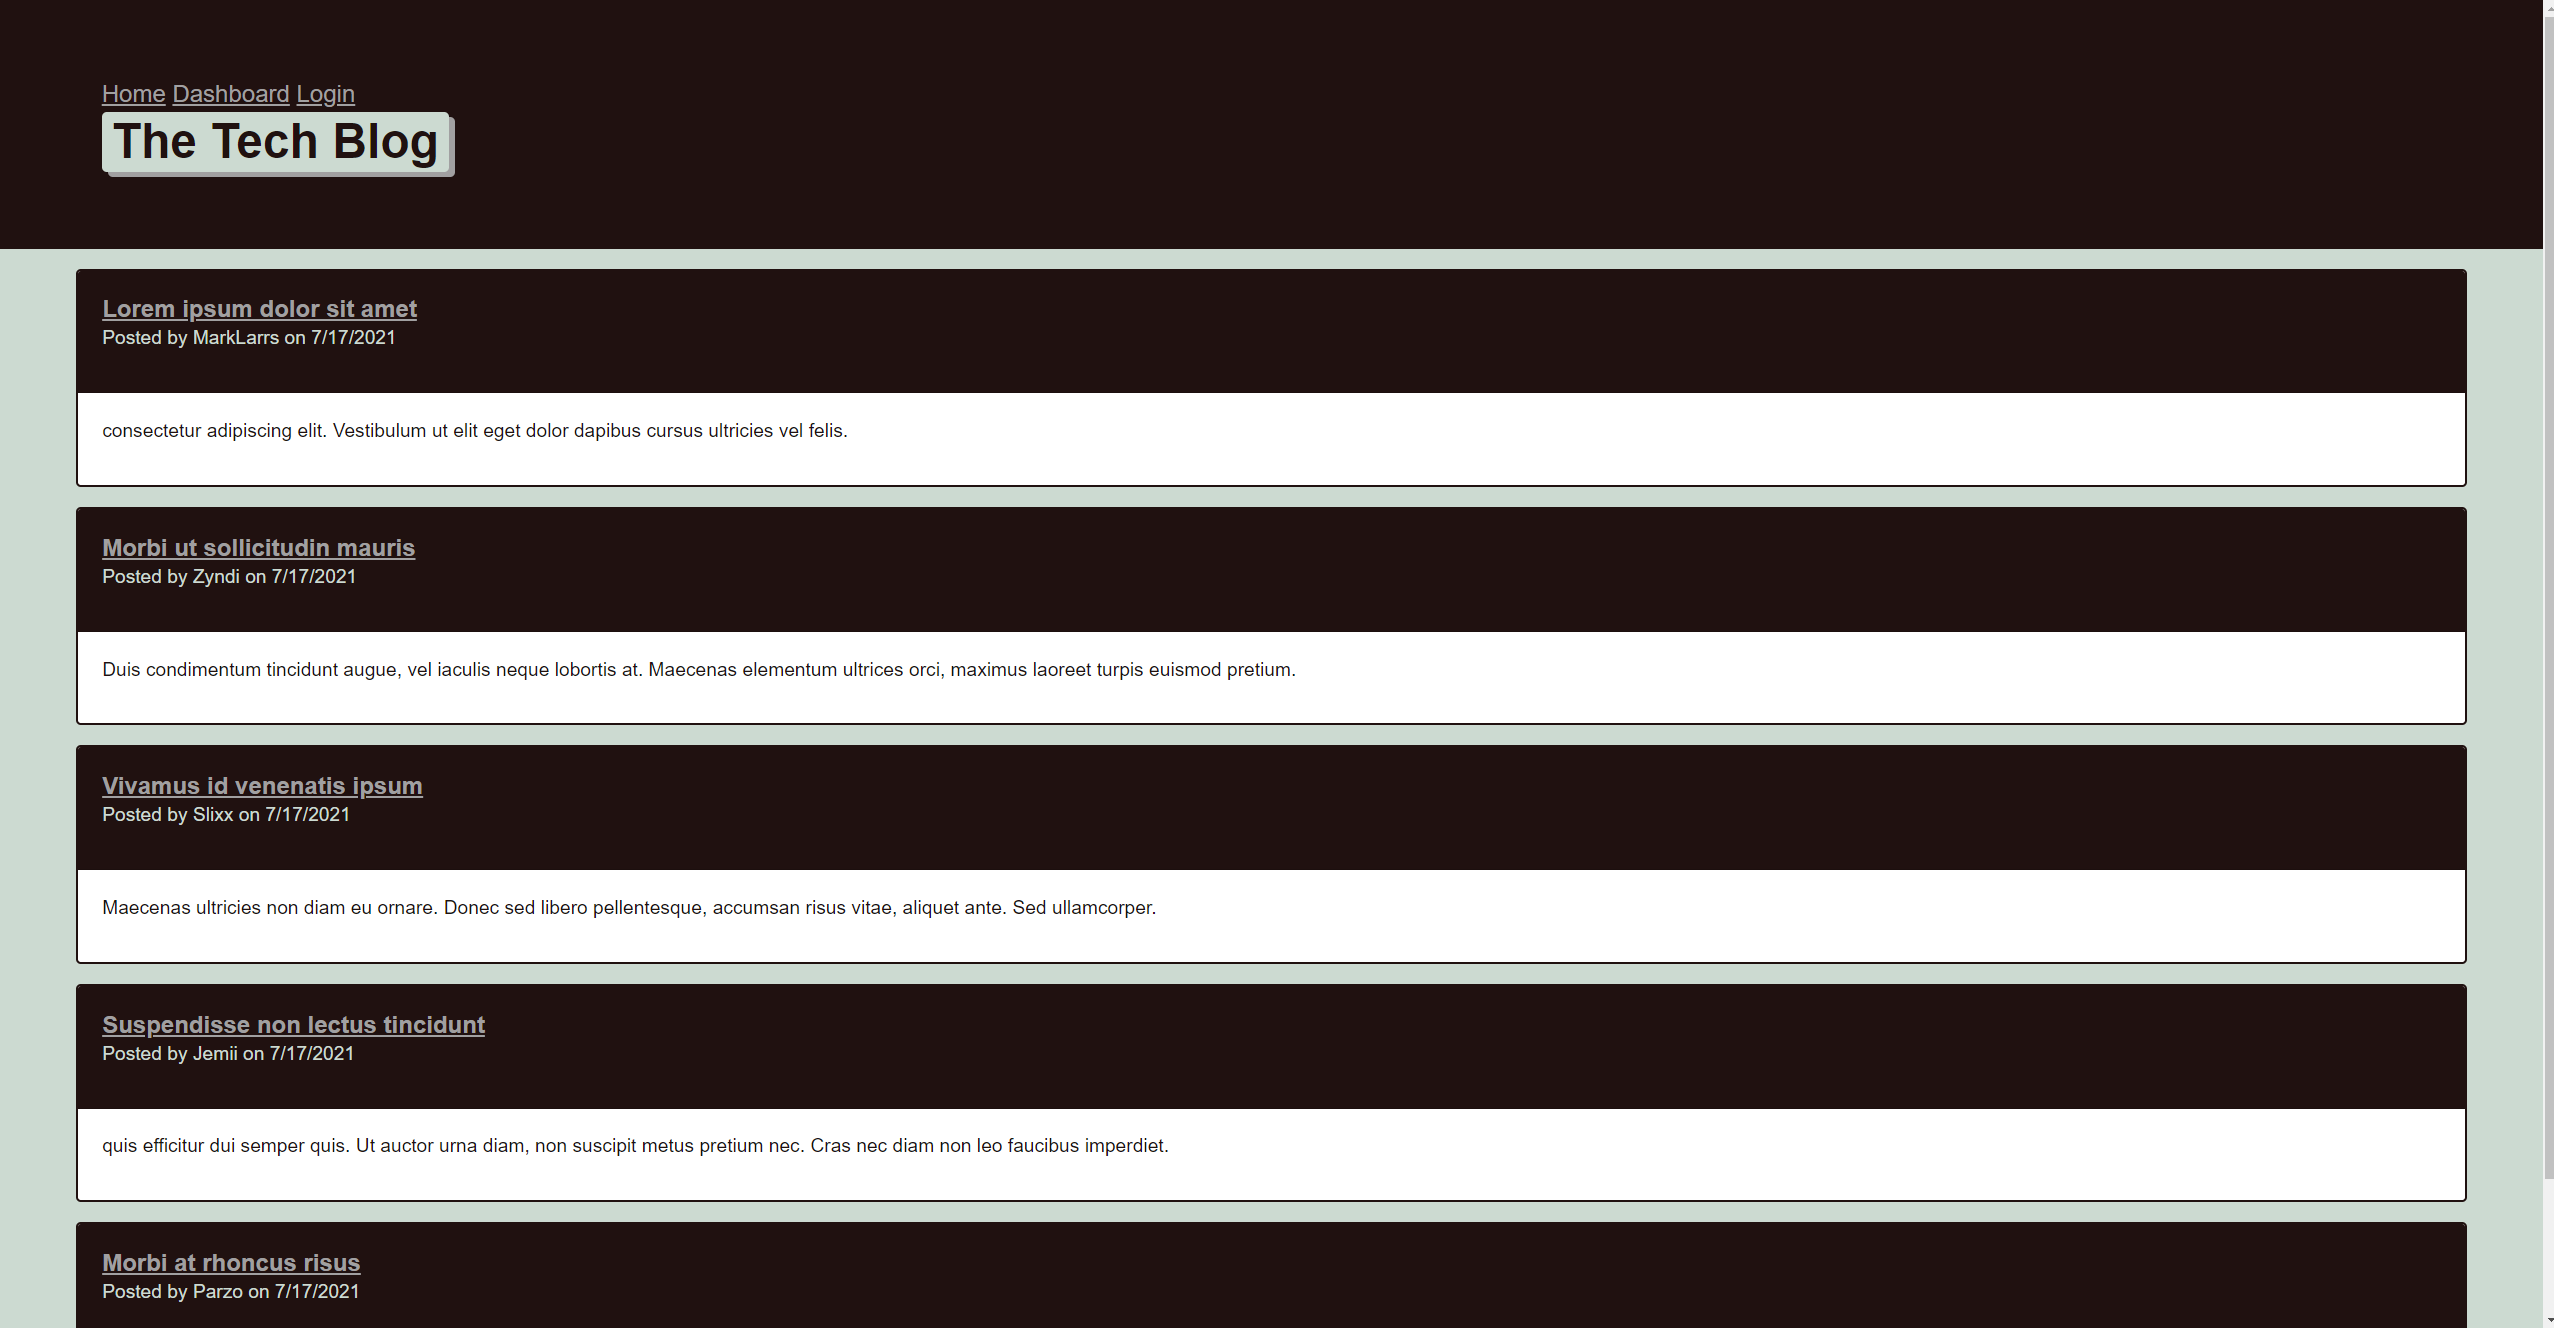 Home Dashboard Login
The Tech Blog
Lorem ipsum dolor sit amet
Posted by MarkLarrs on 7/17/2021
consectetur adipiscing elit. Vestibulum ut elit eget dolor dapibus cursus ultricies vel felis.
Morbi ut sollicitudin mauris
Posted by Zyndi on 7/17/2021
Duis condimentum tincidunt augue, vel iaculis neque lobortis at. Maecenas elementum ultrices orci, maximus laoreet turpis euismod pretium.
Vivamus id venenatis ipsum
Posted by Slixx on 7/17/2021
Maecenas ultricies non diam eu ornare. Donec sed libero pellentesque, accumsan risus vitae, aliquet ante. Sed ullamcorper.
Suspendisse non lectus tincidunt
Posted by Jemii on 7/17/2021
quis efficitur dui semper quis. Ut auctor urna diam, non suscipit metus pretium nec. Cras nec diam non leo faucibus imperdiet.
Morbi at rhoncus risus
Posted by Parzo on 7/17/2021